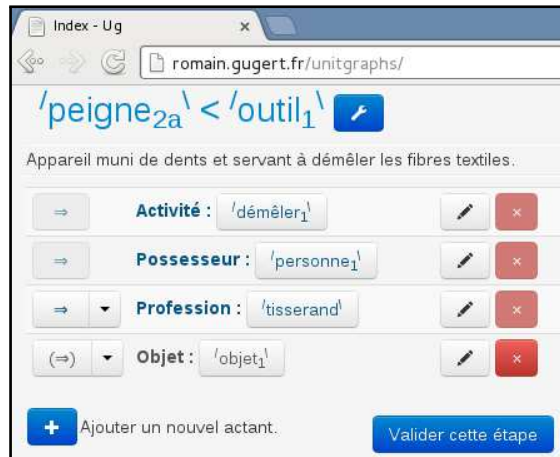 Index - Ug ×
romain.gugert.fr/unitgraphs/
/peigne2a\ < /outil1\
Appareil muni de dents et servant à démêler les fibres textiles.
⇒ Activité : /démêler1\ ×
⇒ Possesseur : /personne1\ ×
⇒ Profession : /tisserand\ ×
(⇒) Objet : /objet1\ ×
+ Ajouter un nouvel actant.
Valider cette étape